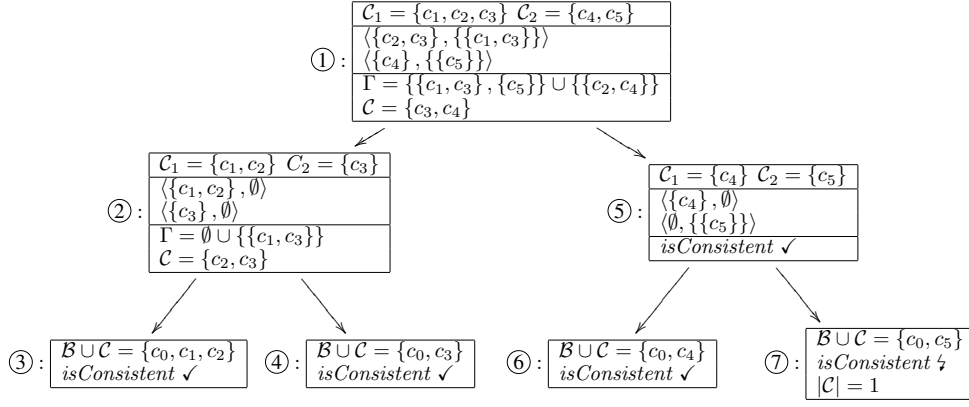 ① : 𝒞₁ = {c₁, c₂, c₃} 𝒞₂ = {c₄, c₅}
⟨{c₂, c₃} , {{c₁, c₃}}⟩
⟨{c₄} , {{c₅}}⟩
Γ = {{c₁, c₃} , {c₅}} ∪ {{c₂, c₄}}
𝒞 = {c₃, c₄}
② : 𝒞₁ = {c₁, c₂} C₂ = {c₃}
⟨{c₁, c₂} , ∅⟩
⟨{c₃} , ∅⟩
Γ = ∅ ∪ {{c₁, c₃}}
𝒞 = {c₂, c₃}
⑤ : 𝒞₁ = {c₄} 𝒞₂ = {c₅}
⟨{c₄} , ∅⟩
⟨∅, {{c₅}}⟩
isConsistent ✓
③ : ℬ ∪ 𝒞 = {c₀, c₁, c₂}
isConsistent ✓
④ : ℬ ∪ 𝒞 = {c₀, c₃}
isConsistent ✓
⑥ : ℬ ∪ 𝒞 = {c₀, c₄}
isConsistent ✓
⑦ : ℬ ∪ 𝒞 = {c₀, c₅}
isConsistent ↯
|𝒞| = 1